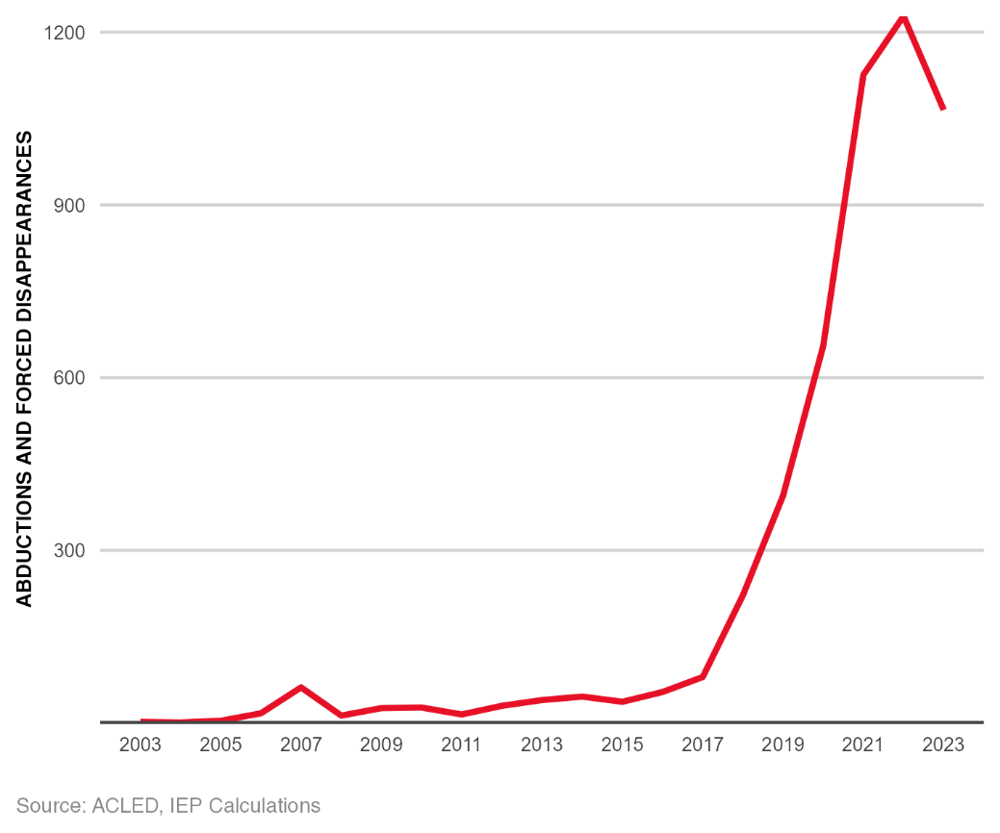 ABDUCTIONS AND FORCED DISAPPEARANCES
1200
900
600
300
2003 2005 2007 2009 2011 2013 2015 2017 2019 2021 2023
Source: ACLED, IEP Calculations